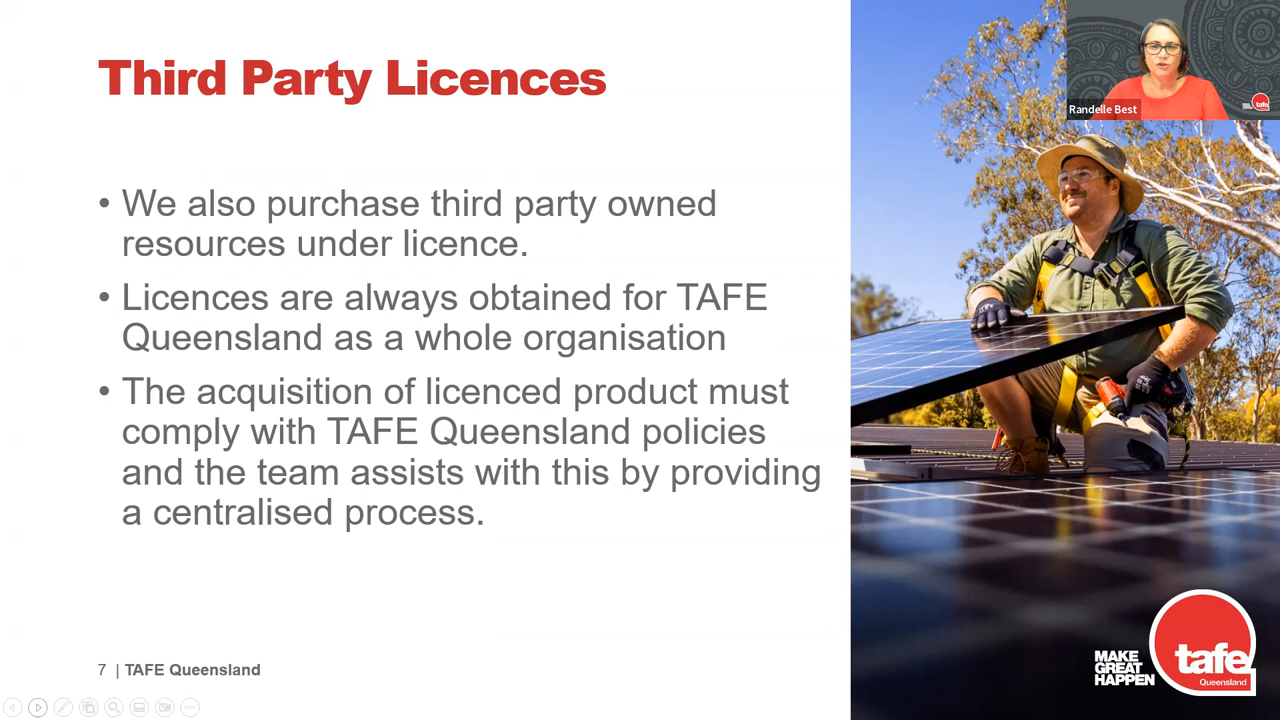 Third Party Licences
Randelle Best
• We also purchase third party owned
resources under licence.
• Licences are always obtained for TAFE
Queensland as a whole organisation
• The acquisition of licenced product must
comply with TAFE Queensland policies
and the team assists with this by providing
a centralised process.
7 | TAFE Queensland
MAKE
GREAT
HAPPEN
tafe
Queensland